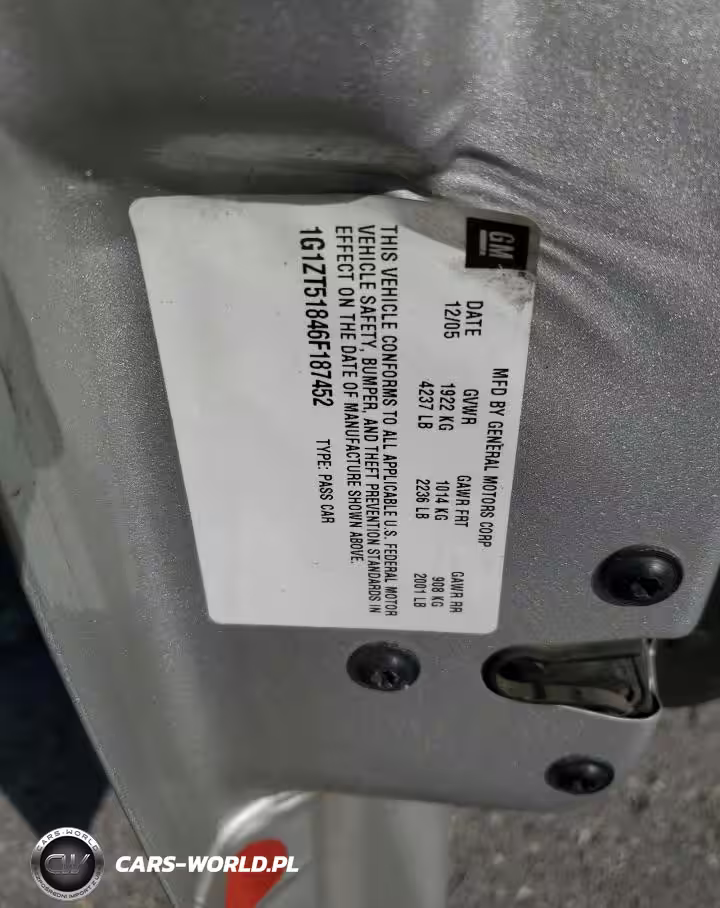 GM
MFD BY GENERAL MOTORS CORP
DATE GVWR GAWR FRT GAWR RR
12/05 1922 KG 1014 KG 908 KG
4237 LB 2236 LB 2001 LB
THIS VEHICLE CONFORMS TO ALL APPLICABLE U.S. FEDERAL MOTOR
VEHICLE SAFETY, BUMPER, AND THEFT PREVENTION STANDARDS IN
EFFECT ON THE DATE OF MANUFACTURE SHOWN ABOVE.
1G1ZT51846F187452 TYPE: PASS CAR
CARS-WORLD
CW
CARS-WORLD.PL